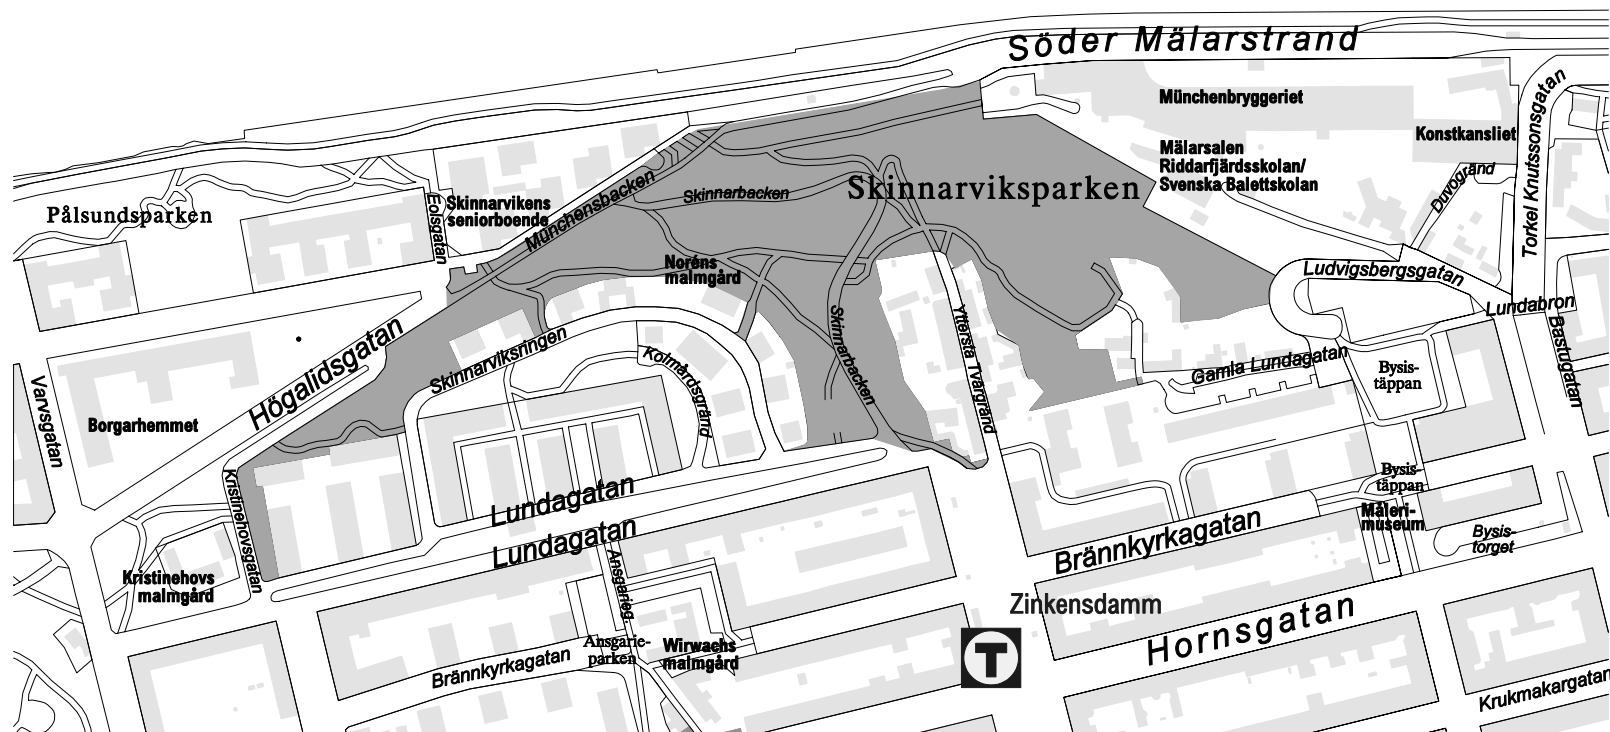 Söder Mälarstrand
Münchenbryggeriet
Konstkansliet
Torkel Knutssonsgatan
Mälarsalen
Riddarfjärdsskolan/
Svenska Balettskolan
Duvogränd
Skinnarviksparken
Skinnarbacken
Münchensbacken
Skinnarvikens
seniorboende
Eolsgatan
Pålsundsparken
Noréns
malmgård
Ludvigsbergsgatan
Lundabron
Bastugatan
Skinnarbacken
Yttersta Tvärgränd
Högalidsgatan
Skinnarviksringen
Kolmårdsgränd
Gamla Lundagatan
Bysis-
täppan
Varvsgatan
Borgarhemmet
Kristinehovsgatan
Lundagatan
Lundagatan
Bysis-
täppan
Måleri-
museum
Bysis-
torget
Brännkyrkagatan
Kristinehovs
malmgård
Ansgarieg.
Zinkensdamm
T
Hornsgatan
Ansgarie-
parken
Wirwachs
malmgård
Brännkyrkagatan
Krukmakargatan